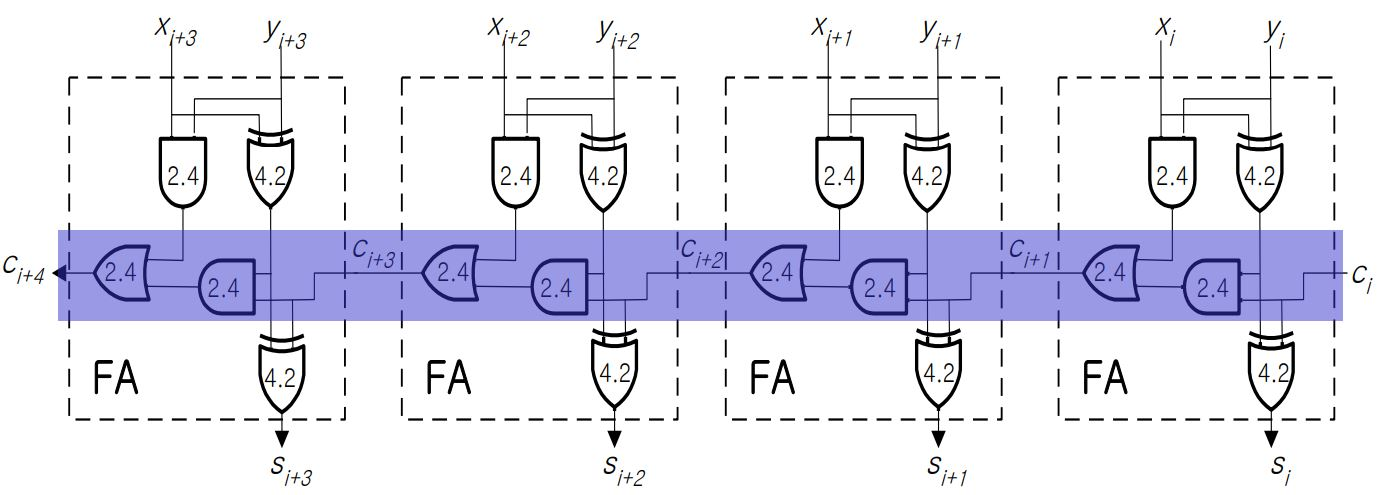 x_{i+3} y_{i+3} x_{i+2} y_{i+2} x_{i+1} y_{i+1} x_i y_i
2.4 4.2 2.4 4.2 2.4 4.2 2.4 4.2
c_{i+4} 2.4 2.4 c_{i+3} 2.4 2.4 c_{i+2} 2.4 2.4 c_{i+1} 2.4 2.4 c_i
FA 4.2 FA 4.2 FA 4.2 FA 4.2
s_{i+3} s_{i+2} s_{i+1} s_i